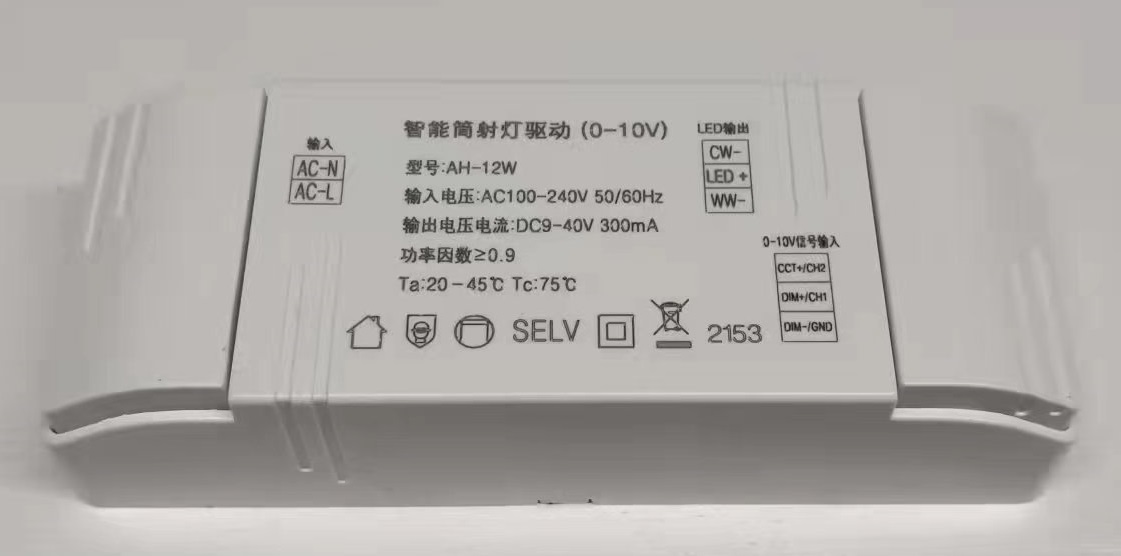 智能筒射灯驱动 (0-10V)
型号:AH-12W
输入电压:AC100-240V 50/60Hz
输出电压电流:DC9-40V 300mA
功率因数≥0.9
Ta:20-45℃ Tc:75℃
SELV
2153
输入
AC-N
AC-L
LED输出
CW-
LED +
WW-
0-10V信号输入
CCT+/CH2
DIM+/CH1
DIM-/GND